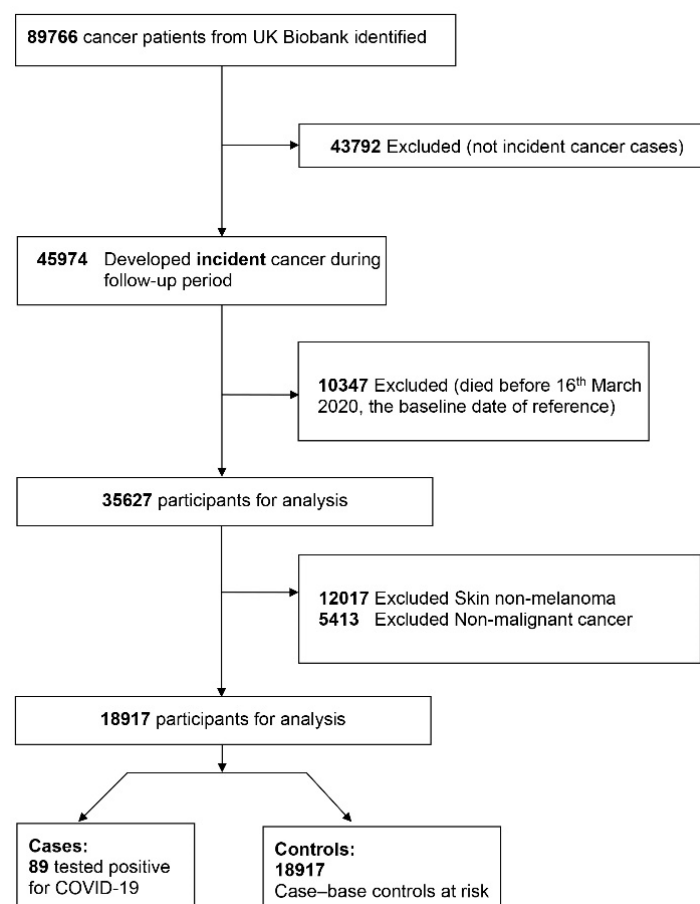 89766 cancer patients from UK Biobank identified
43792 Excluded (not incident cancer cases)
45974 Developed incident cancer during
follow-up period
10347 Excluded (died before 16th March
2020, the baseline date of reference)
35627 participants for analysis
12017 Excluded Skin non-melanoma
5413 Excluded Non-malignant cancer
18917 participants for analysis
Cases:
89 tested positive
for COVID-19
Controls:
18917
Case–base controls at risk